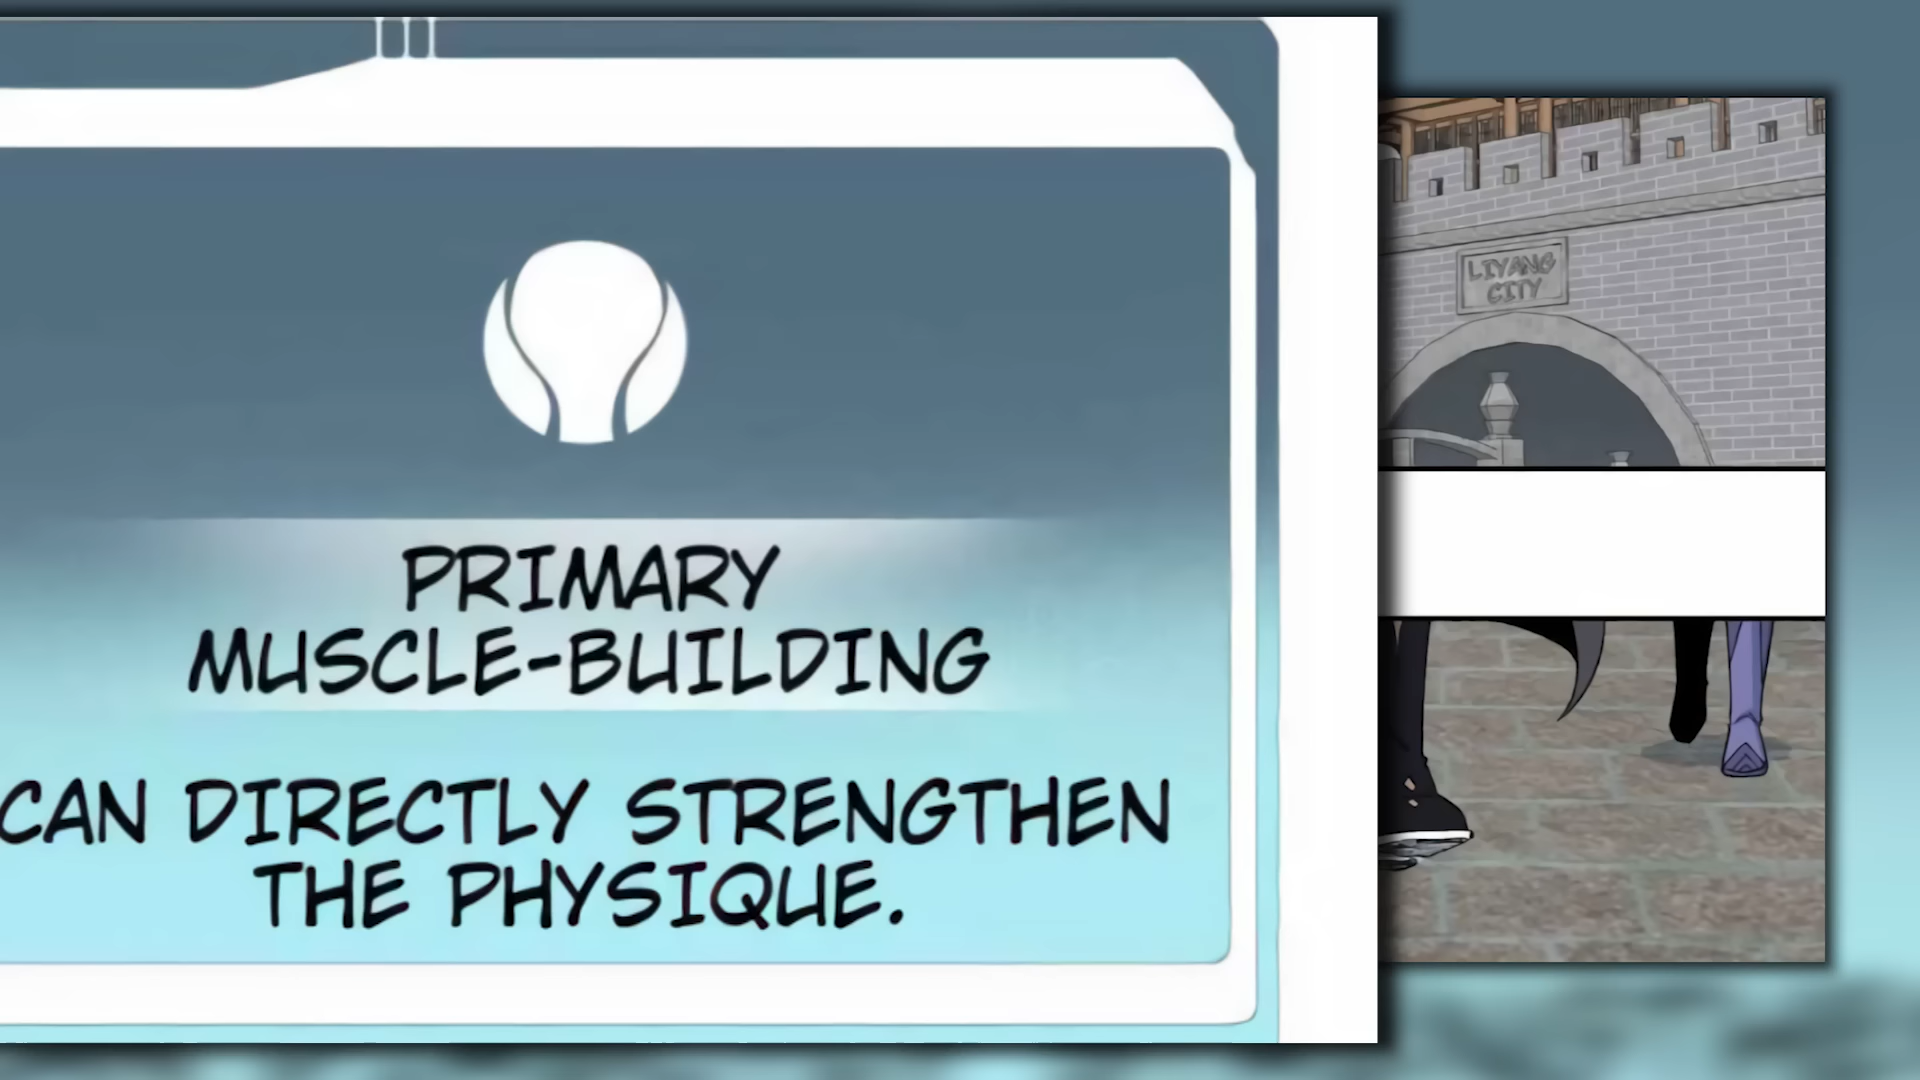 PRIMARY
MUSCLE-BUILDING
CAN DIRECTLY STRENGTHEN
THE PHYSIQUE.
LIYANG
CITY